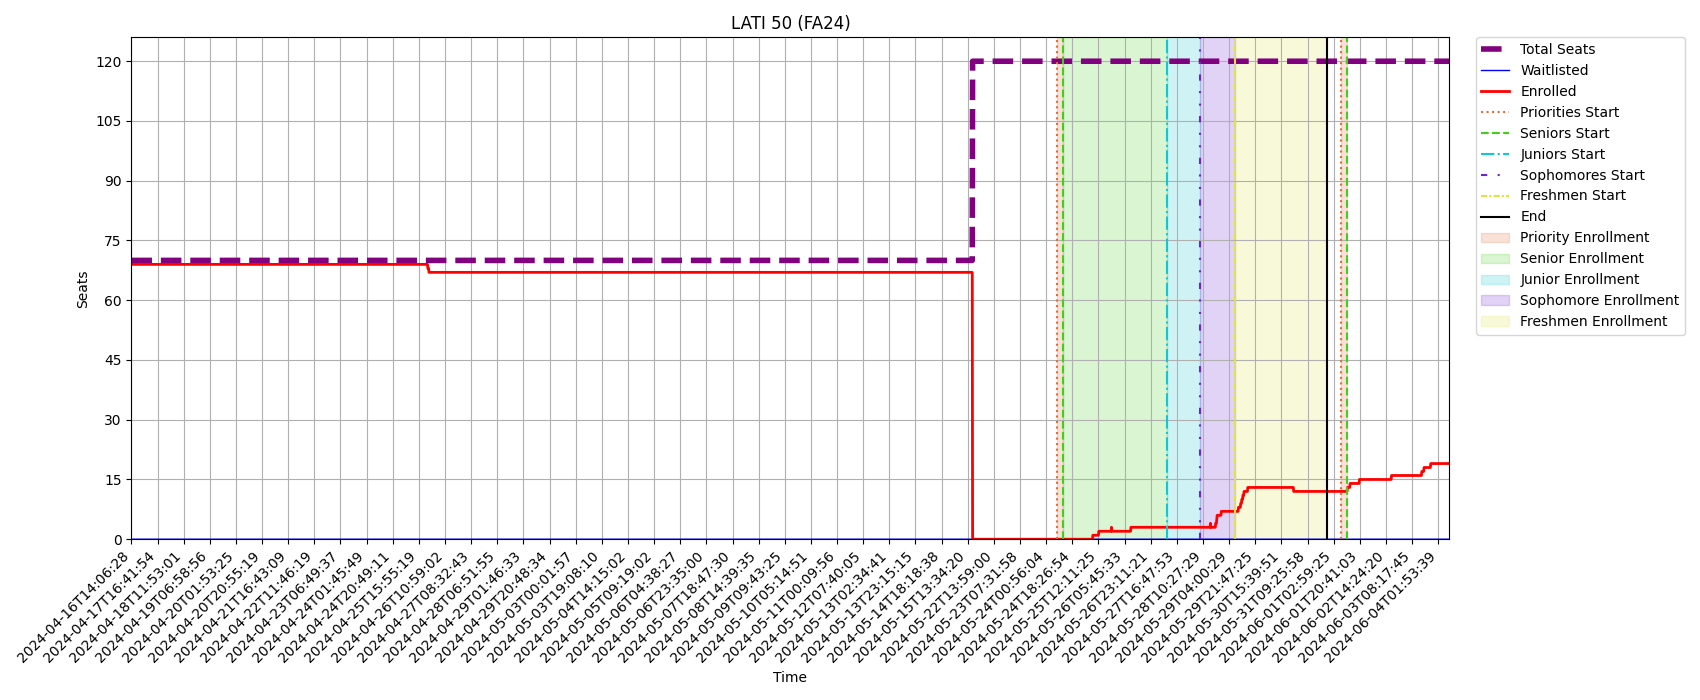 LATI 50 (FA24)
Seats
120
105
90
75
60
45
30
15
0
2024-04-16T14:06:28
2024-04-17T16:41:54
2024-04-18T11:53:01
2024-04-19T06:58:56
2024-04-20T01:53:25
2024-04-20T20:55:19
2024-04-21T16:43:09
2024-04-22T11:46:19
2024-04-23T06:49:37
2024-04-24T01:45:49
2024-04-24T20:49:11
2024-04-25T15:55:19
2024-04-26T10:59:02
2024-04-27T08:32:43
2024-04-28T06:51:55
2024-04-29T01:46:33
2024-04-29T20:48:34
2024-05-03T00:01:57
2024-05-03T19:08:10
2024-05-04T14:15:02
2024-05-05T09:19:02
2024-05-06T04:38:27
2024-05-06T23:35:00
2024-05-07T18:47:30
2024-05-08T14:39:35
2024-05-09T09:43:25
2024-05-10T05:14:51
2024-05-11T00:09:56
2024-05-12T07:40:05
2024-05-13T02:34:41
2024-05-13T23:15:15
2024-05-14T18:18:38
2024-05-15T13:34:20
2024-05-22T13:59:00
2024-05-23T07:31:58
2024-05-24T00:56:04
2024-05-24T18:26:54
2024-05-25T12:11:25
2024-05-26T05:45:33
2024-05-26T23:11:21
2024-05-27T16:47:53
2024-05-28T10:27:29
2024-05-29T04:00:29
2024-05-29T21:47:25
2024-05-30T15:39:51
2024-05-31T09:25:58
2024-06-01T02:59:25
2024-06-01T20:41:03
2024-06-02T14:24:20
2024-06-03T08:17:45
2024-06-04T01:53:39
Time
Total Seats
Waitlisted
Enrolled
Priorities Start
Seniors Start
Juniors Start
Sophomores Start
Freshmen Start
End
Priority Enrollment
Senior Enrollment
Junior Enrollment
Sophomore Enrollment
Freshmen Enrollment